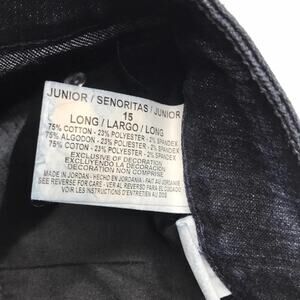 JUNIOR / SENORITAS / JUNIOR
15
LONG / LARGO / LONG
75% COTTON - 23% POLYESTER - 2% SPANDEX
75% ALGODON - 23% POLIESTER - 2% SPANDEX
75% COTON - 23% POLYESTER - 2% SPANDEX
EXCLUSIVE OF DECORATION
EXCLUYENDO LA DECORACION
DECORATION NON COMPRISE
MADE IN JORDAN - HECHO EN JORDANIA - FAIT AU JORDANIE
SEE REVERSE FOR CARE - VER AL REVERSO PARA EL CUIDADO
VOIR LES INSTRUCTIONS D'ENTRETIEN AU DOS